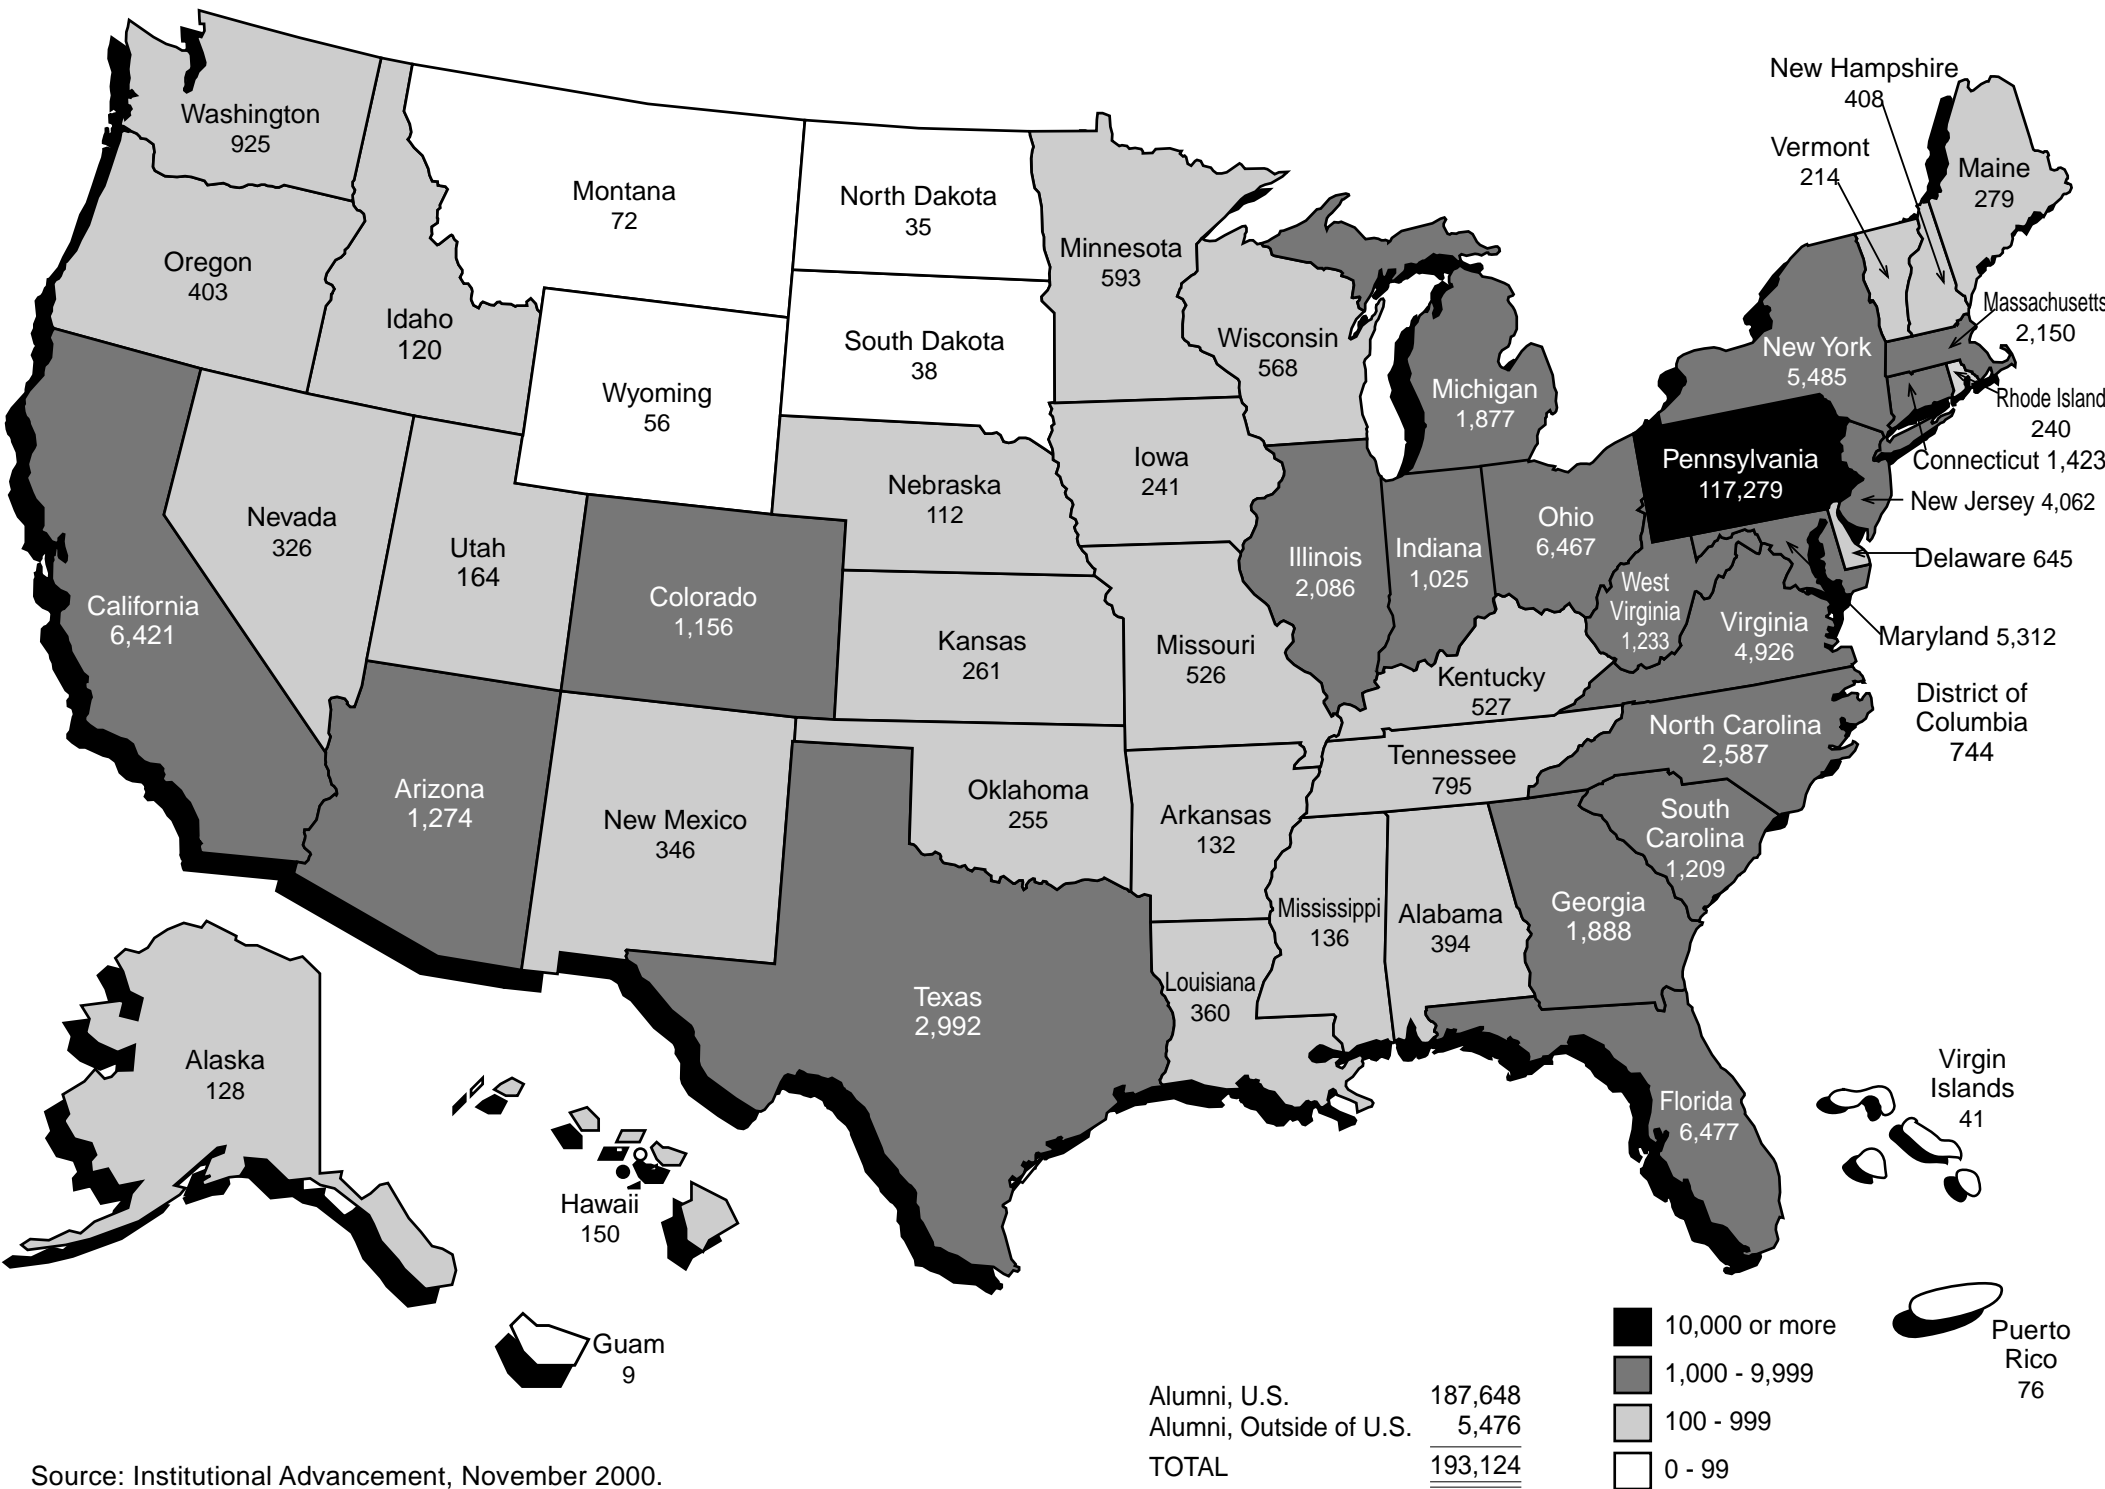 New Hampshire
408
Vermont
214
Washington
925
Montana
72
North Dakota
35
Maine
279
Oregon
403
Minnesota
593
Idaho
120
Massachusetts
2,150
South Dakota
38
Wisconsin
568
New York
5,485
Wyoming
56
Michigan
1,877
Rhode Island
240
Connecticut 1,423
Pennsylvania
117,279
Iowa
241
Nebraska
112
New Jersey 4,062
Nevada
326
Utah
164
Ohio
6,467
Indiana
1,025
Illinois
2,086
Delaware 645
California
6,421
Colorado
1,156
West
Virginia
1,233
Virginia
4,926
Maryland 5,312
Kansas
261
Missouri
526
Kentucky
527
District of
Columbia
744
North Carolina
2,587
Tennessee
795
Arizona
1,274
New Mexico
346
Oklahoma
255
Arkansas
132
South
Carolina
1,209
Mississippi
136
Alabama
394
Georgia
1,888
Louisiana
360
Texas
2,992
Alaska
128
Florida
6,477
Virgin
Islands
41
Hawaii
150
Guam
9
Puerto
Rico
76
10,000 or more
1,000 - 9,999
100 - 999
0 - 99
Alumni, U.S. 187,648
Alumni, Outside of U.S. 5,476
TOTAL 193,124
Source: Institutional Advancement, November 2000.